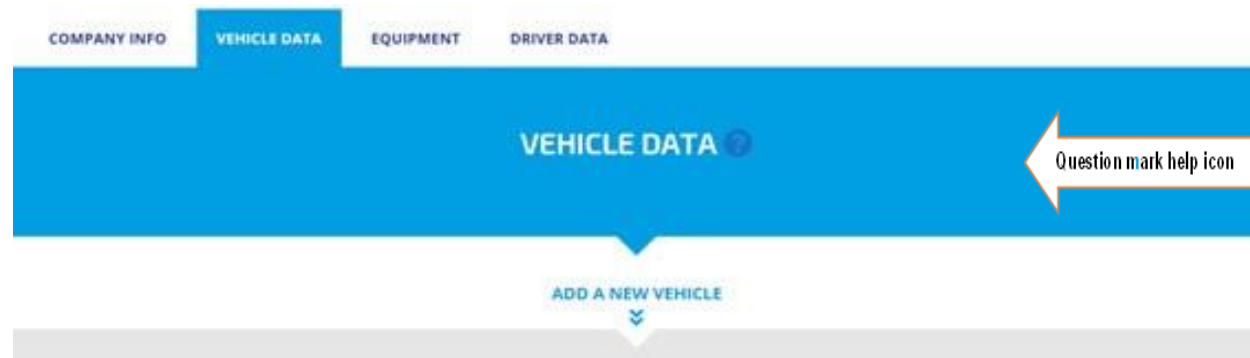 COMPANY INFO VEHICLE DATA EQUIPMENT DRIVER DATA
VEHICLE DATA ?
Question mark help icon
ADD A NEW VEHICLE